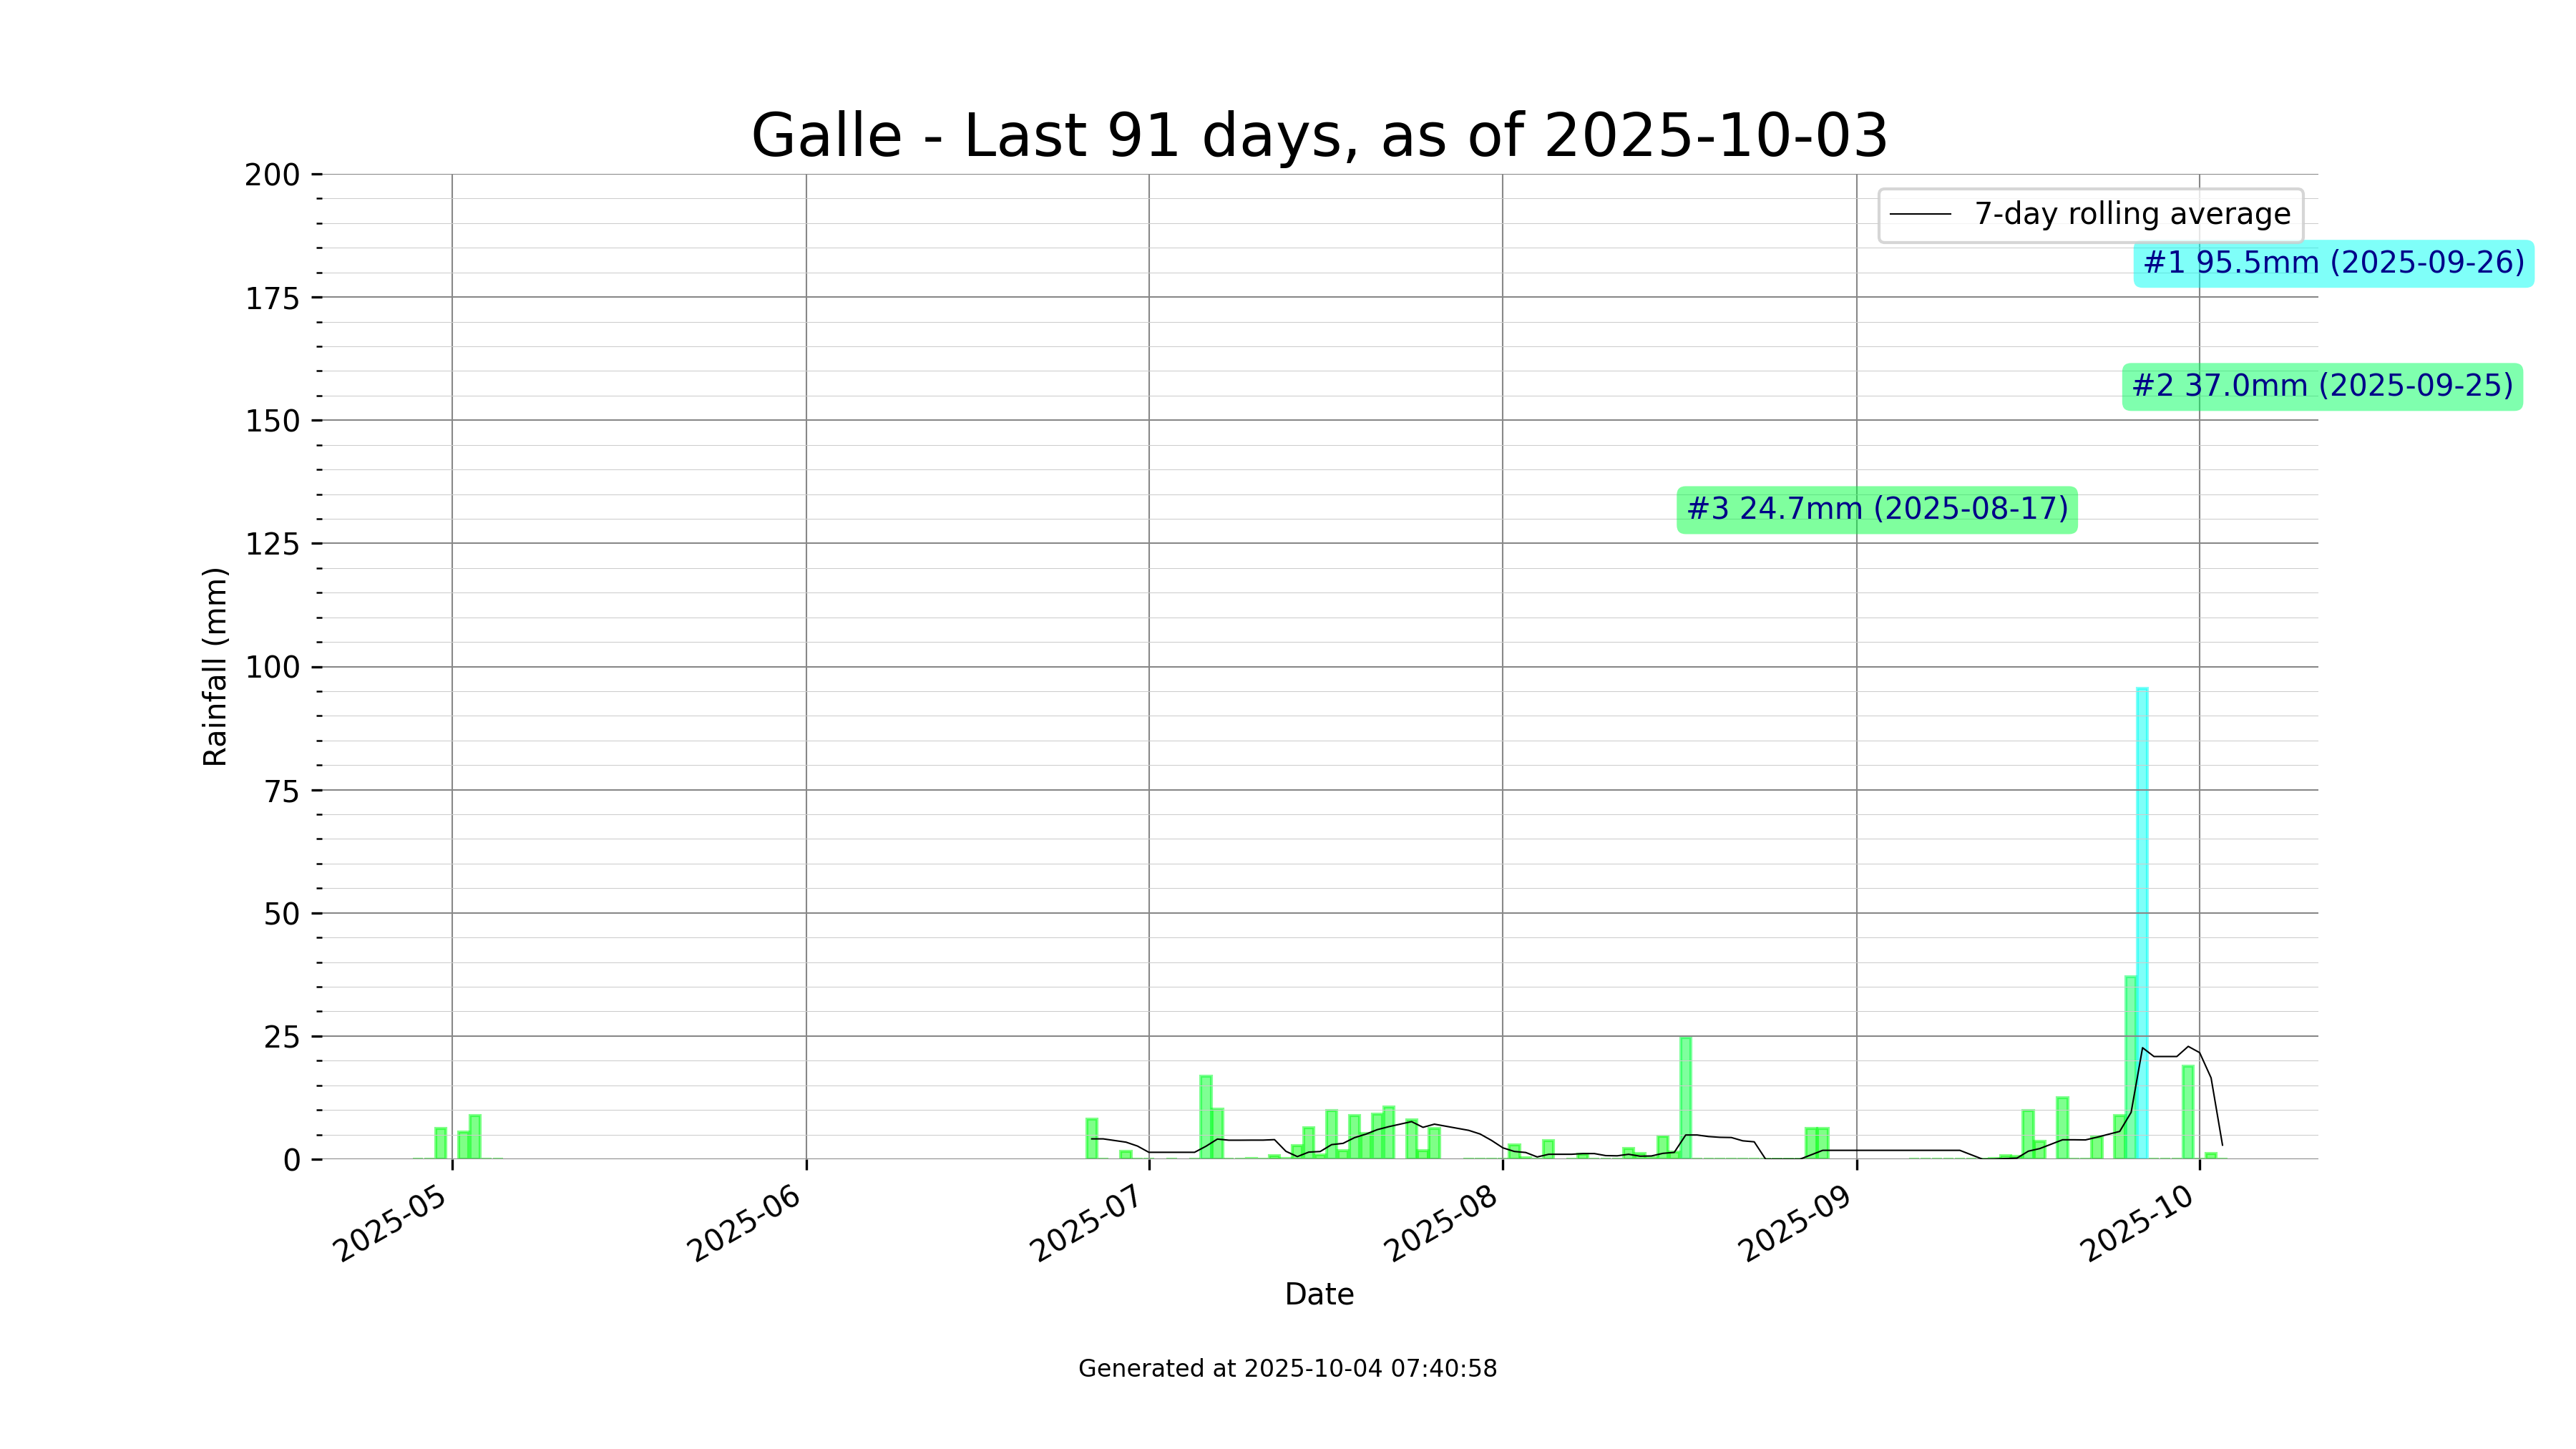 Galle - Last 91 days, as of 2025-10-03
200
175
150
125
100
75
50
25
0
Rainfall (mm)
7-day rolling average
#1 95.5mm (2025-09-26)
#2 37.0mm (2025-09-25)
#3 24.7mm (2025-08-17)
2025-05
2025-06
2025-07
2025-08
2025-09
2025-10
Date
Generated at 2025-10-04 07:40:58